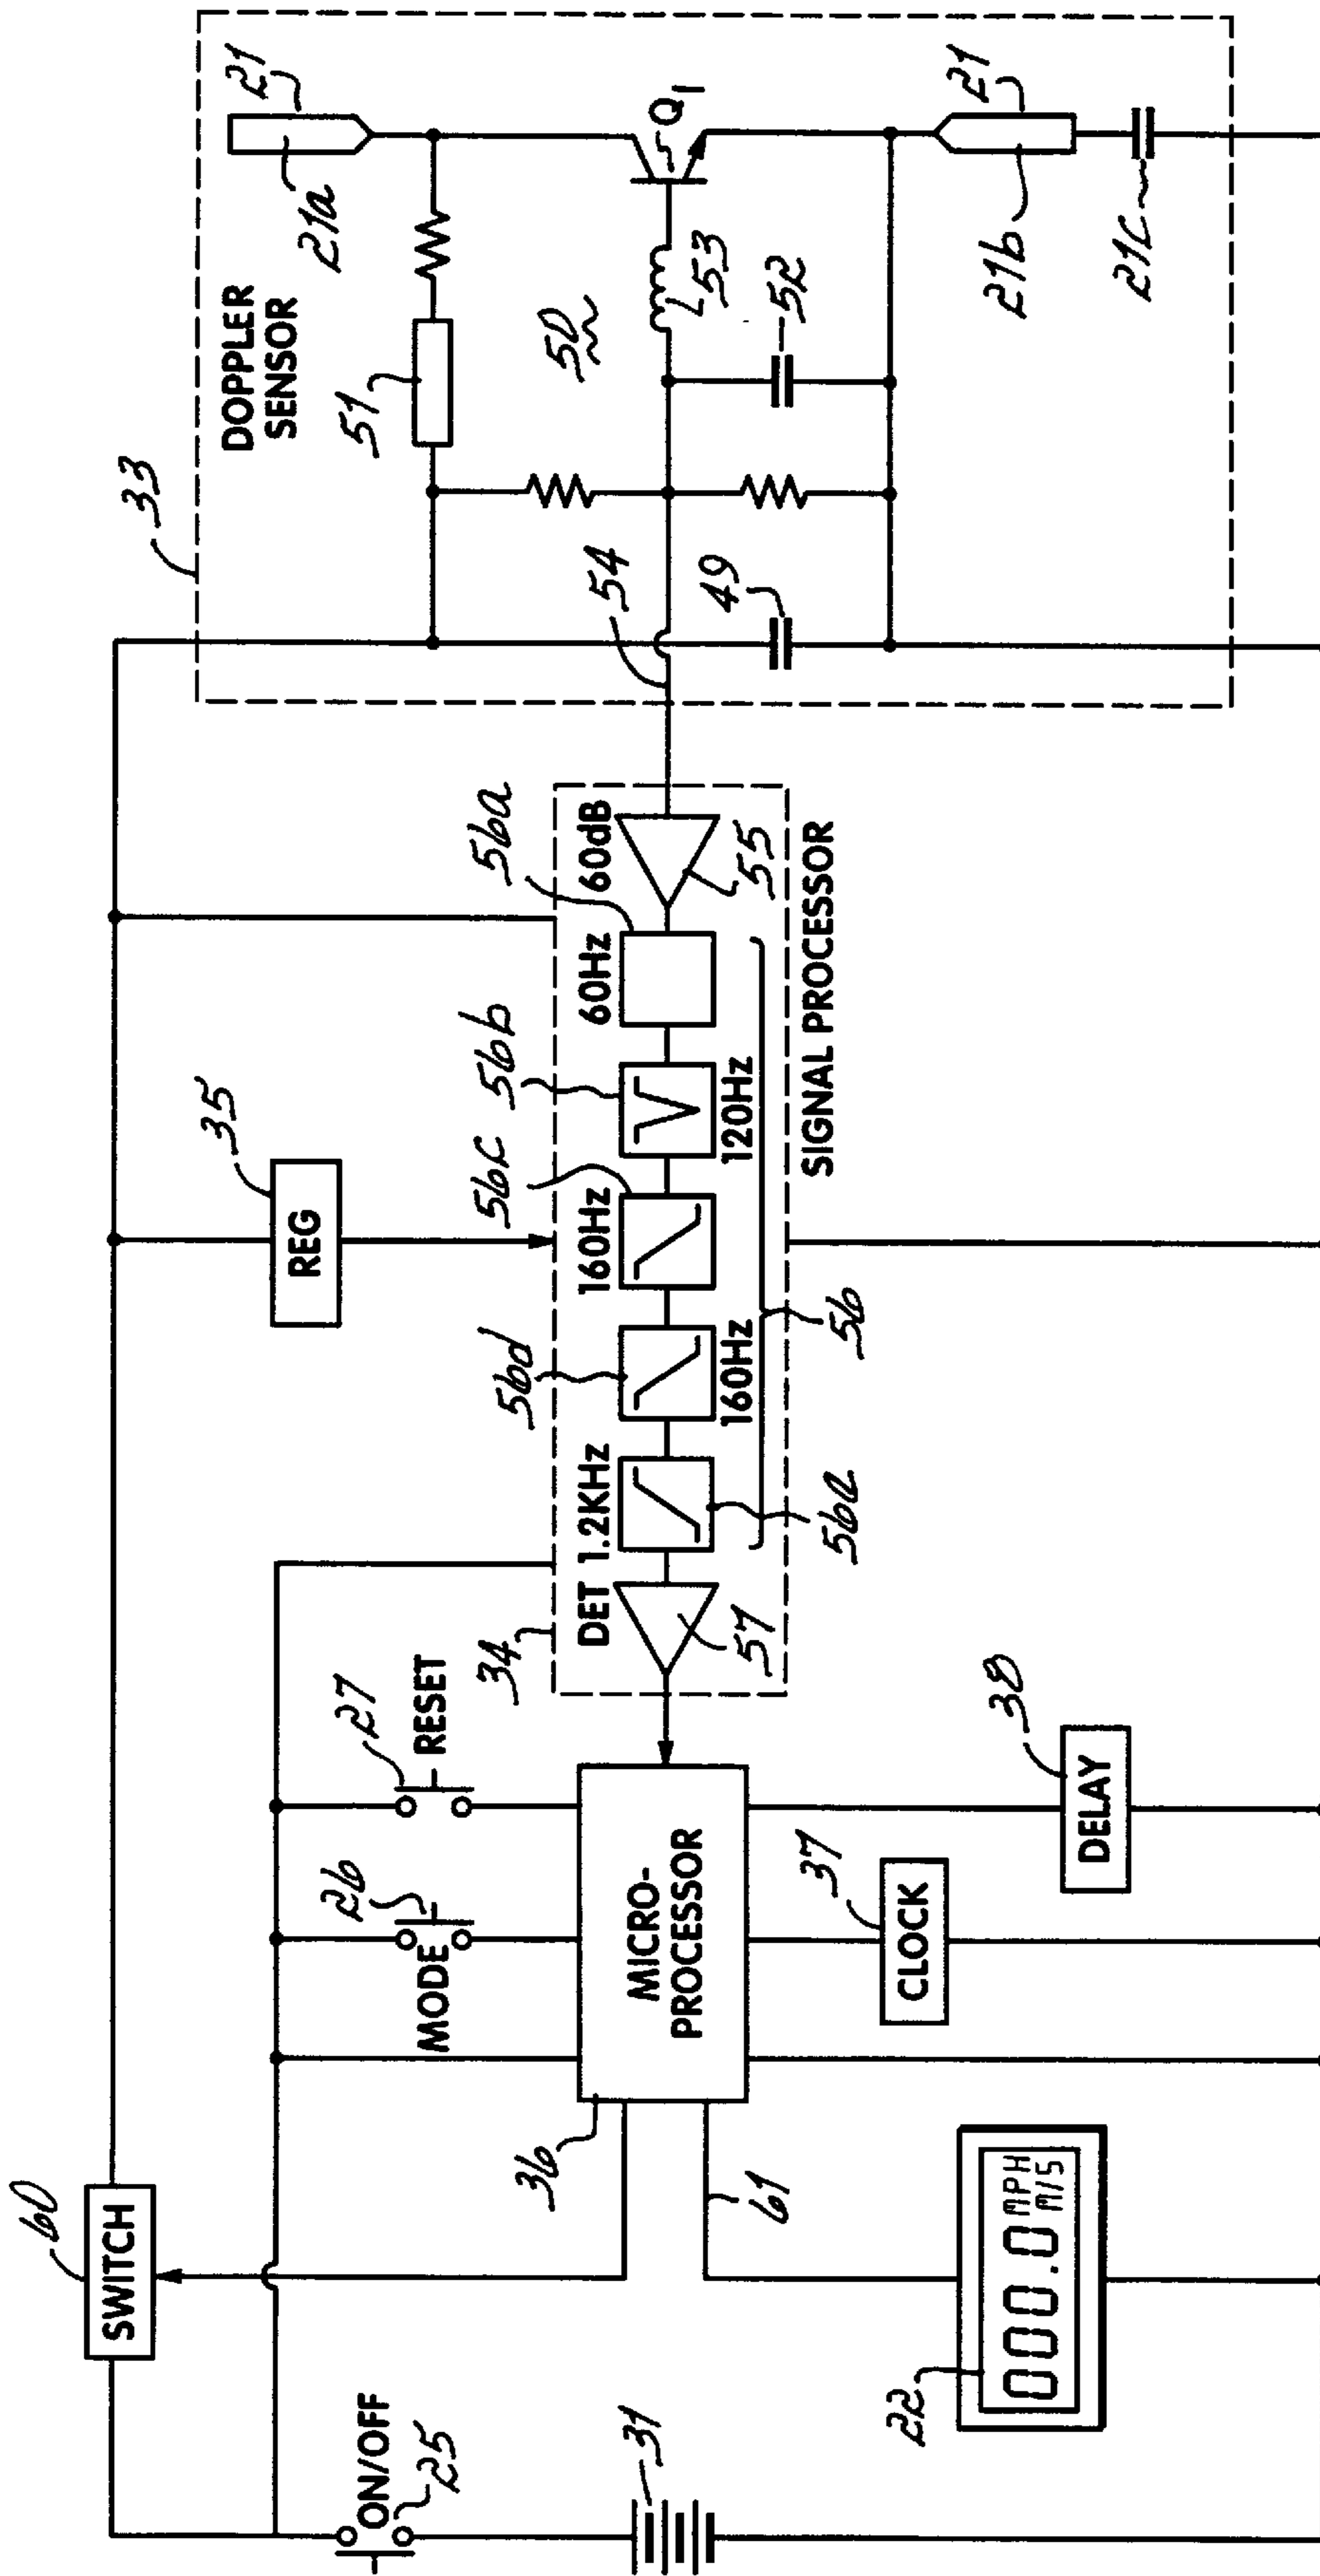 60
SWITCH
ON/OFF
25
31
22
000.0 MPH
M/S
61
36
MICRO-
PROCESSOR
MODE
26
27
RESET
CLOCK
37
DELAY
38
34
DET
57
1.2KHz
56e
56d
160Hz
56c
160Hz
56b
120Hz
56a
60Hz
60dB
55
56
SIGNAL PROCESSOR
REG
35
33
DOPPLER
SENSOR
54
49
50
51
52
L 53
Q1
21
21a
21
21b
21c